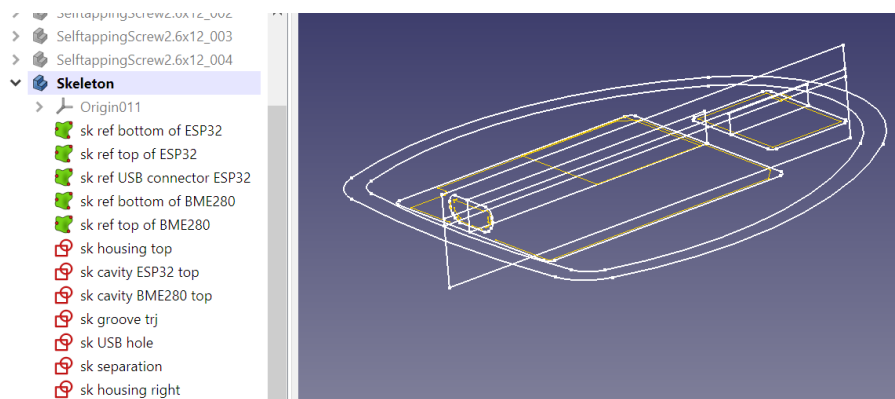 SelftappingScrew2.6x12_002
SelftappingScrew2.6x12_003
SelftappingScrew2.6x12_004
Skeleton
Origin011
sk ref bottom of ESP32
sk ref top of ESP32
sk ref USB connector ESP32
sk ref bottom of BME280
sk ref top of BME280
sk housing top
sk cavity ESP32 top
sk cavity BME280 top
sk groove trj
sk USB hole
sk separation
sk housing right